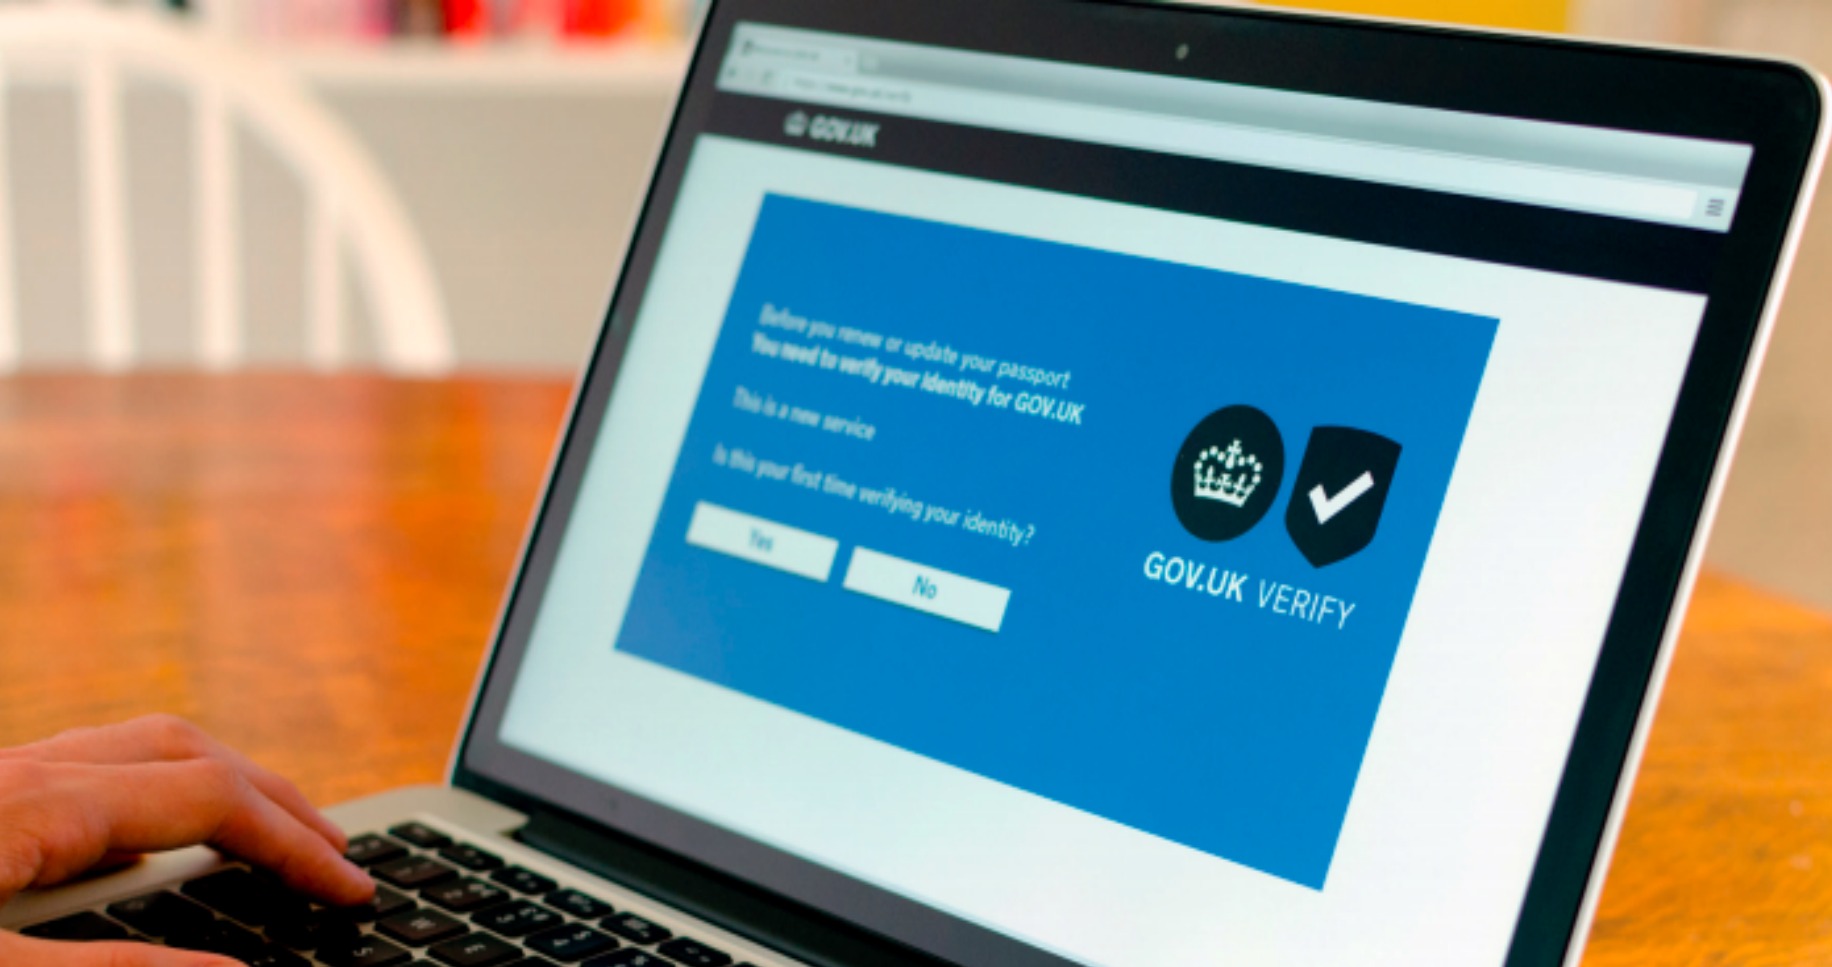 GOV.UK
Before you renew or update your passport
You need to verify your identity for GOV.UK
This is a new service
Is this your first time verifying your identity?
Yes
No
GOV.UK VERIFY